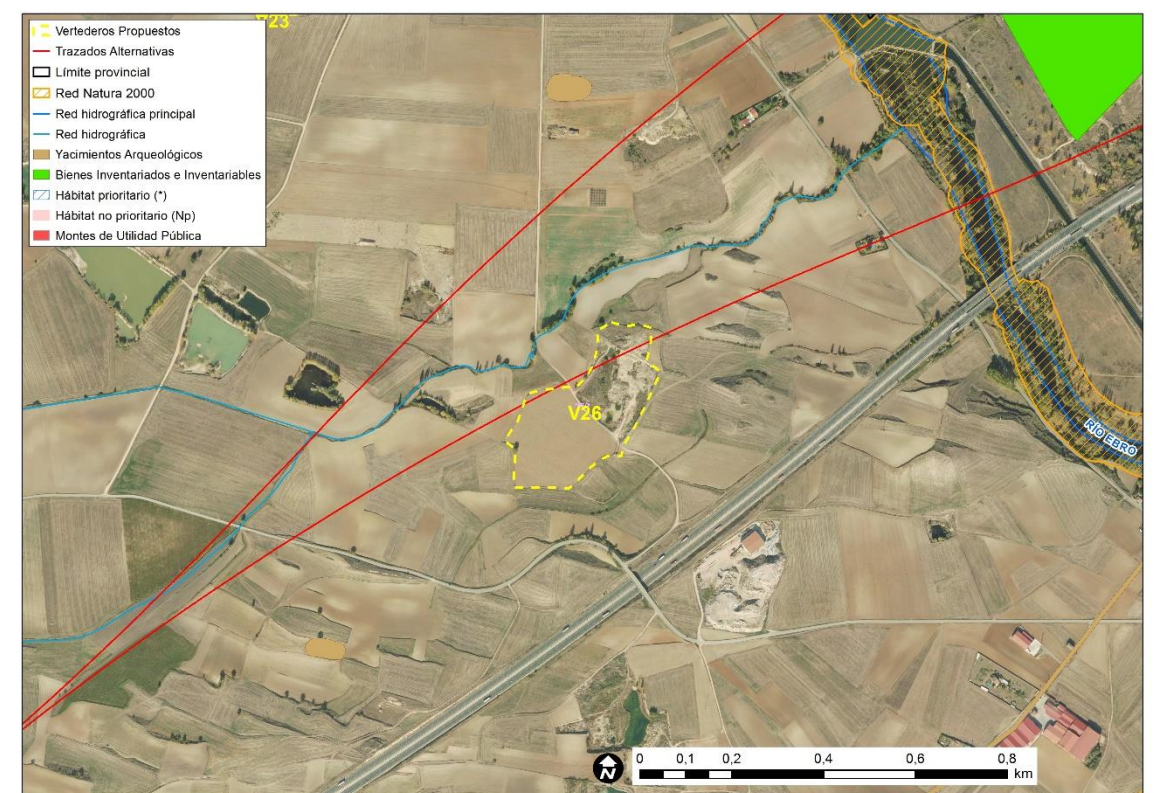 Vertederos Propuestos
Trazados Alternativas
Límite provincial
Red Natura 2000
Red hidrográfica principal
Red hidrográfica
Yacimientos Arqueológicos
Bienes Inventariados e Inventariables
Hábitat prioritario (*)
Hábitat no prioritario (Np)
Montes de Utilidad Pública
V23
V26
RÍO EBRO
N
0 0,1 0,2 0,4 0,6 0,8
km